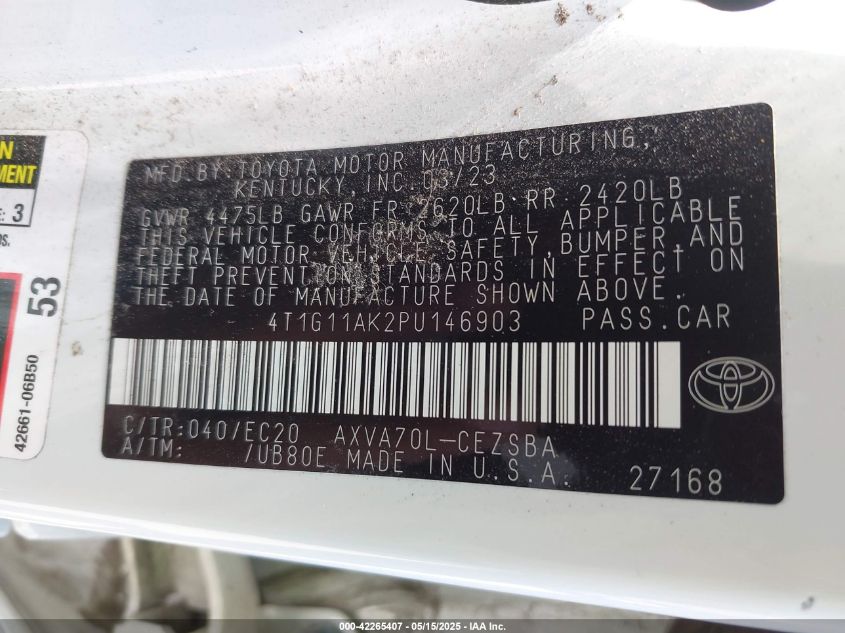 N
MENT
E: 3
OS.
53
42661-06B50
MFD.BY:TOYOTA MOTOR MANUFACTURING,
KENTUCKY, INC.03/23
GVWR 4475LB GAWR FR 2620LB RR 2420LB
THIS VEHICLE CONFORMS TO ALL APPLICABLE
FEDERAL MOTOR VEHICLE SAFETY, BUMPER, AND
THEFT PREVENTION STANDARDS IN EFFECT ON
THE DATE OF MANUFACTURE SHOWN ABOVE.
4T1G11AK2PU146903 PASS.CAR
C/TR:040/EC20 AXVA70L-CEZSBA
A/TM: /UB80E MADE IN U.S.A.
27168
000-42265407 - 05/15/2025 - IAA Inc.